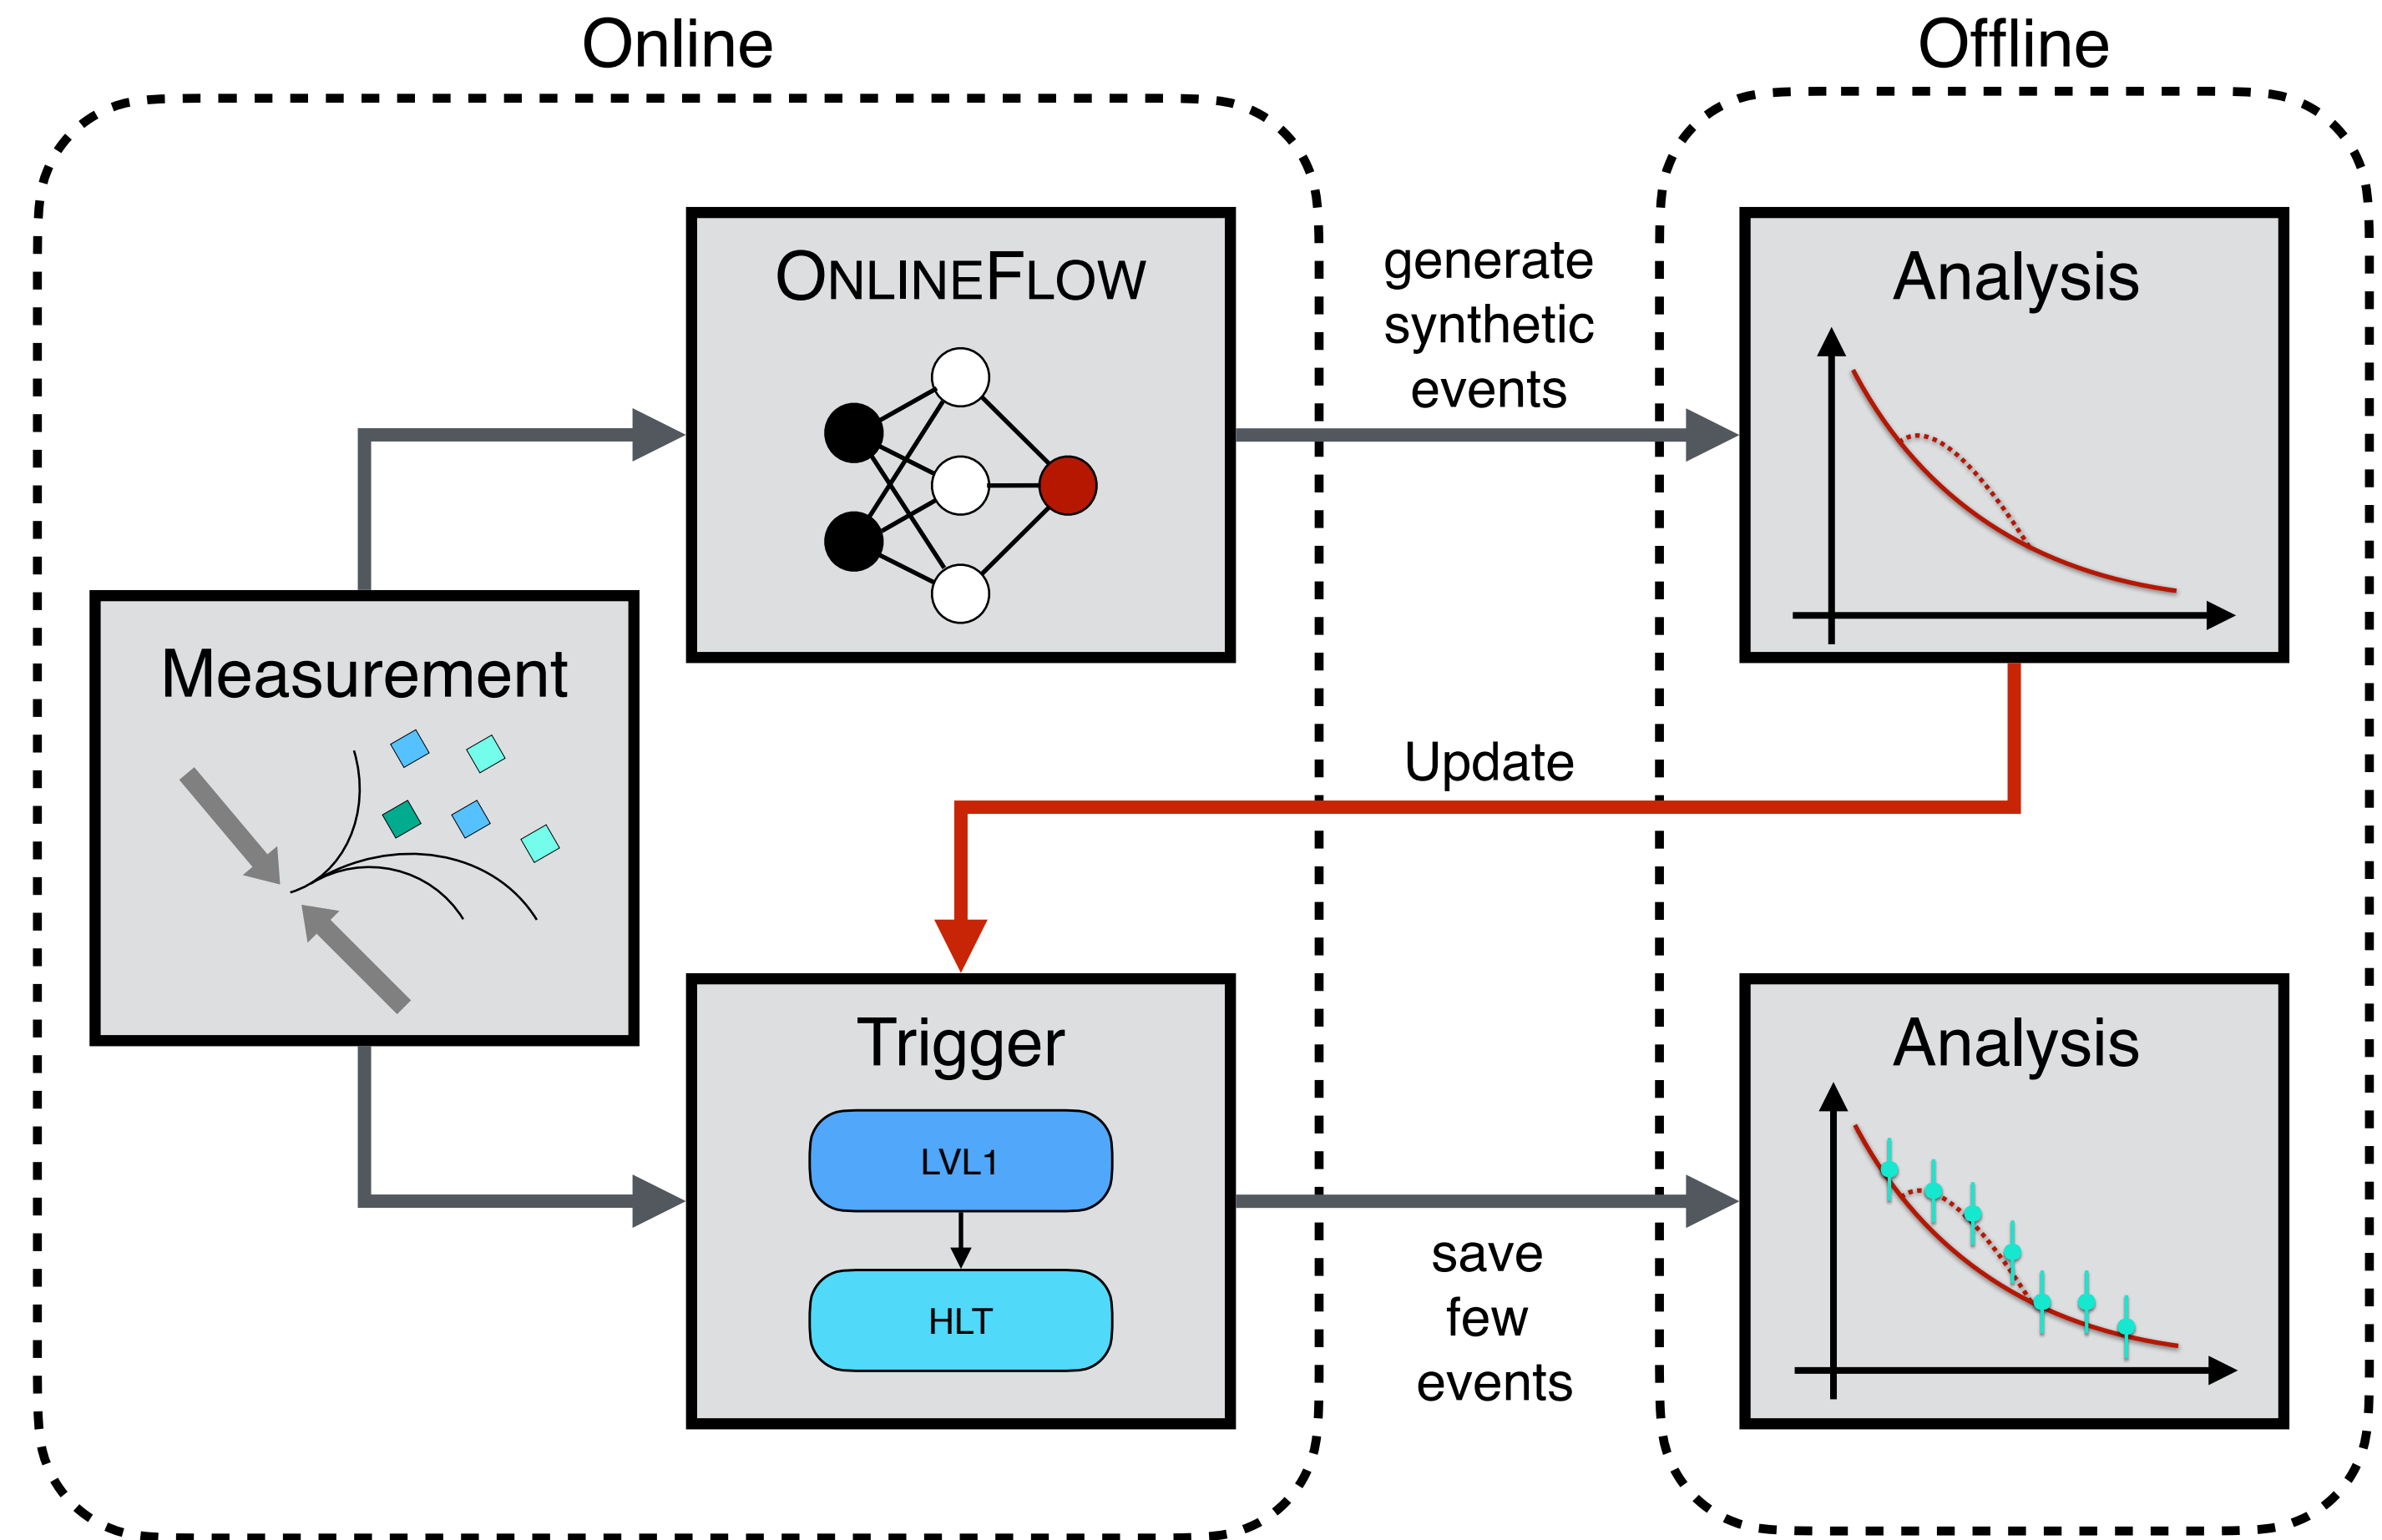 Online
Offline
ONLINEFLOW
generate
synthetic
events
Analysis
Measurement
Update
Trigger
LVL1
HLT
save
few
events
Analysis